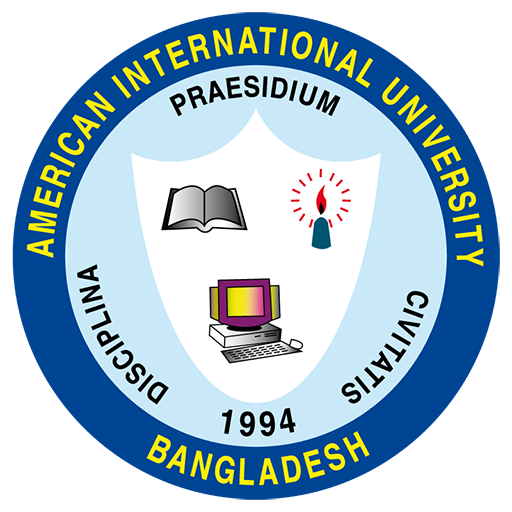 AMERICAN INTERNATIONAL UNIVERSITY
BANGLADESH
DISCIPLINA
PRAESIDIUM
CIVITATIS
1994